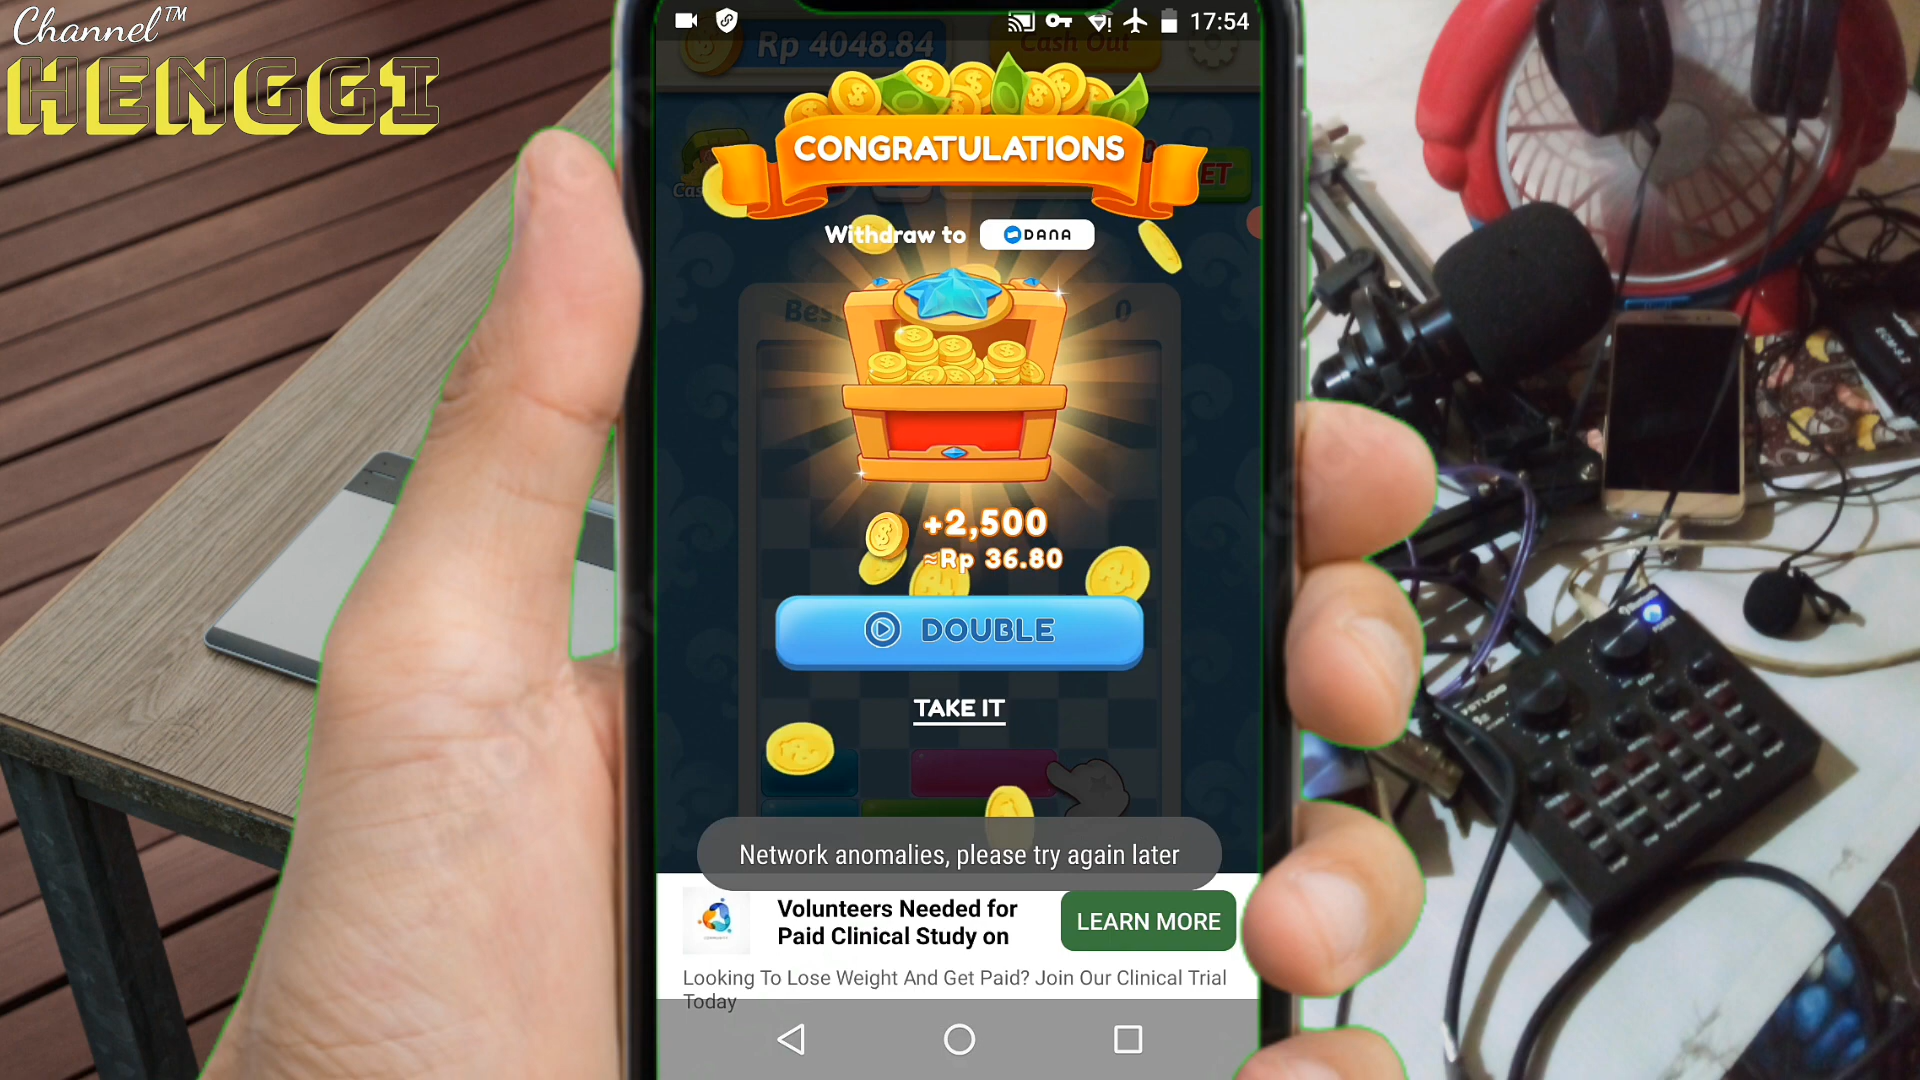 Channel™
HENGGI
17:54
Rp 4048.84
Cash Out
CONGRATULATIONS
Withdraw to DANA
Bes
0
+2,500
≈Rp 36.80
DOUBLE
TAKE IT
Network anomalies, please try again later
Volunteers Needed for
Paid Clinical Study on
LEARN MORE
Looking To Lose Weight And Get Paid? Join Our Clinical Trial
Today